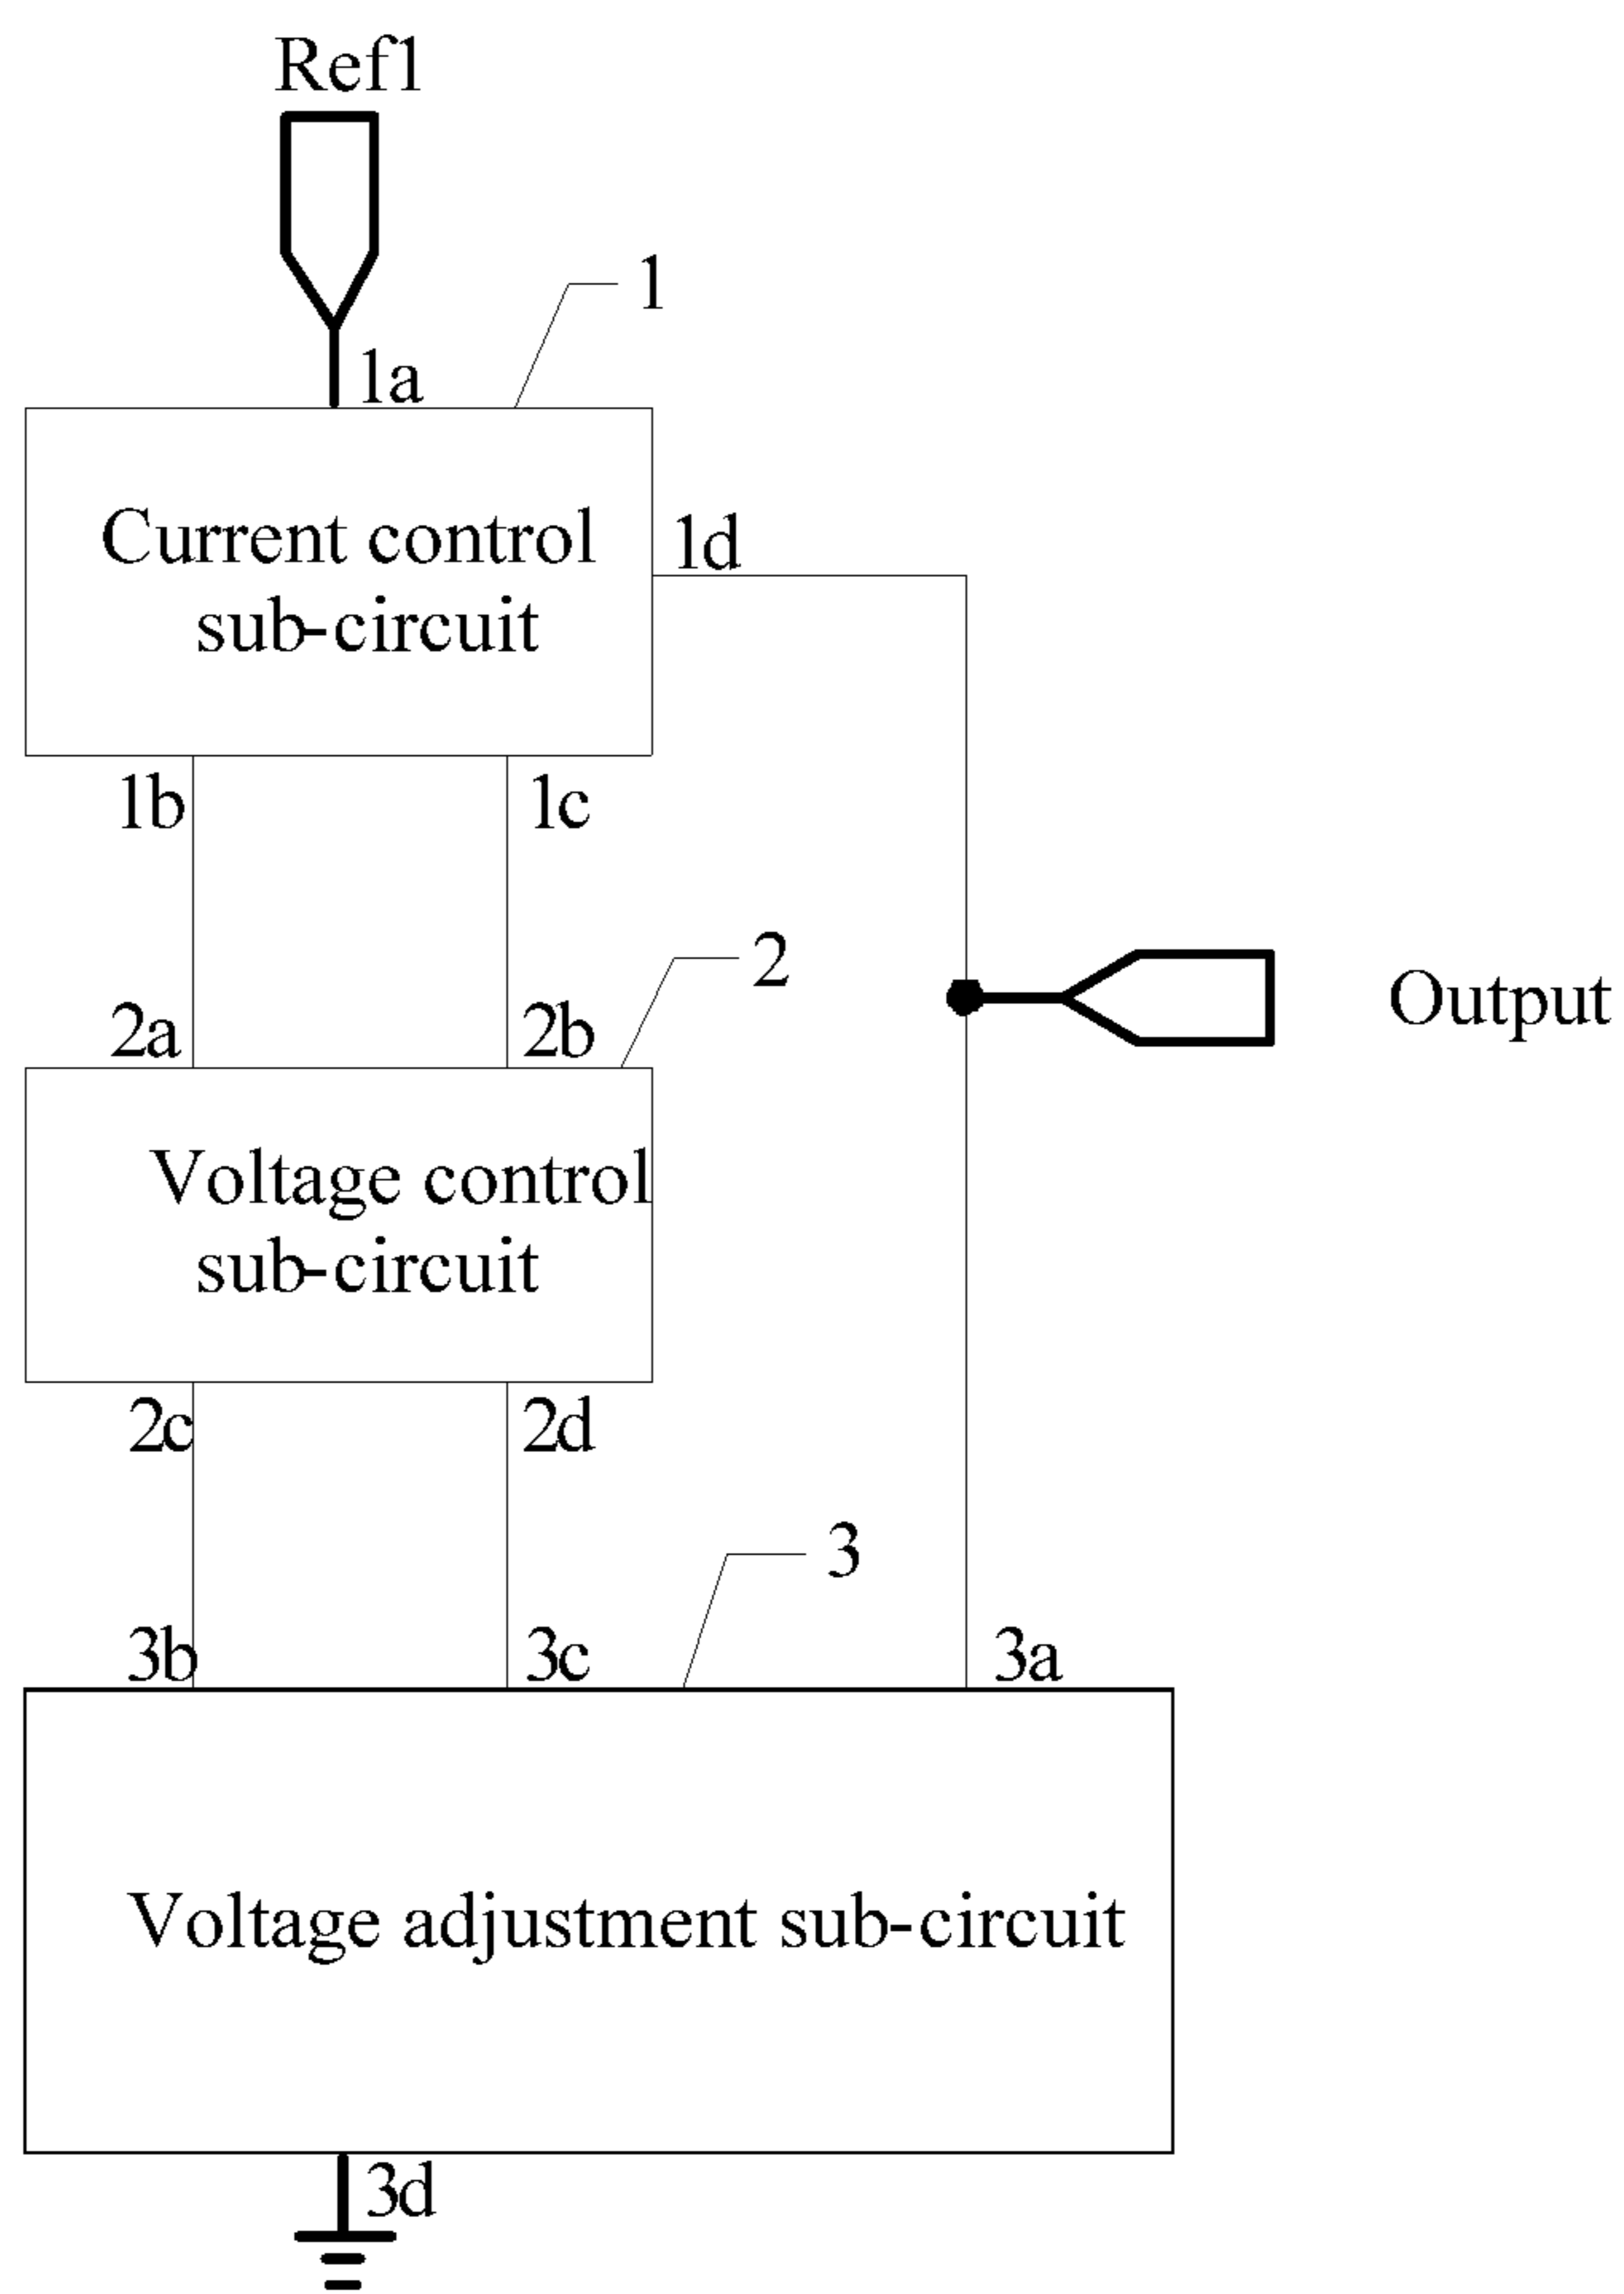 Ref1
1
1a
Current control
sub-circuit
1d
1b
1c
2
2a
2b
Output
Voltage control
sub-circuit
2c
2d
3
3b
3c
3a
Voltage adjustment sub-circuit
3d